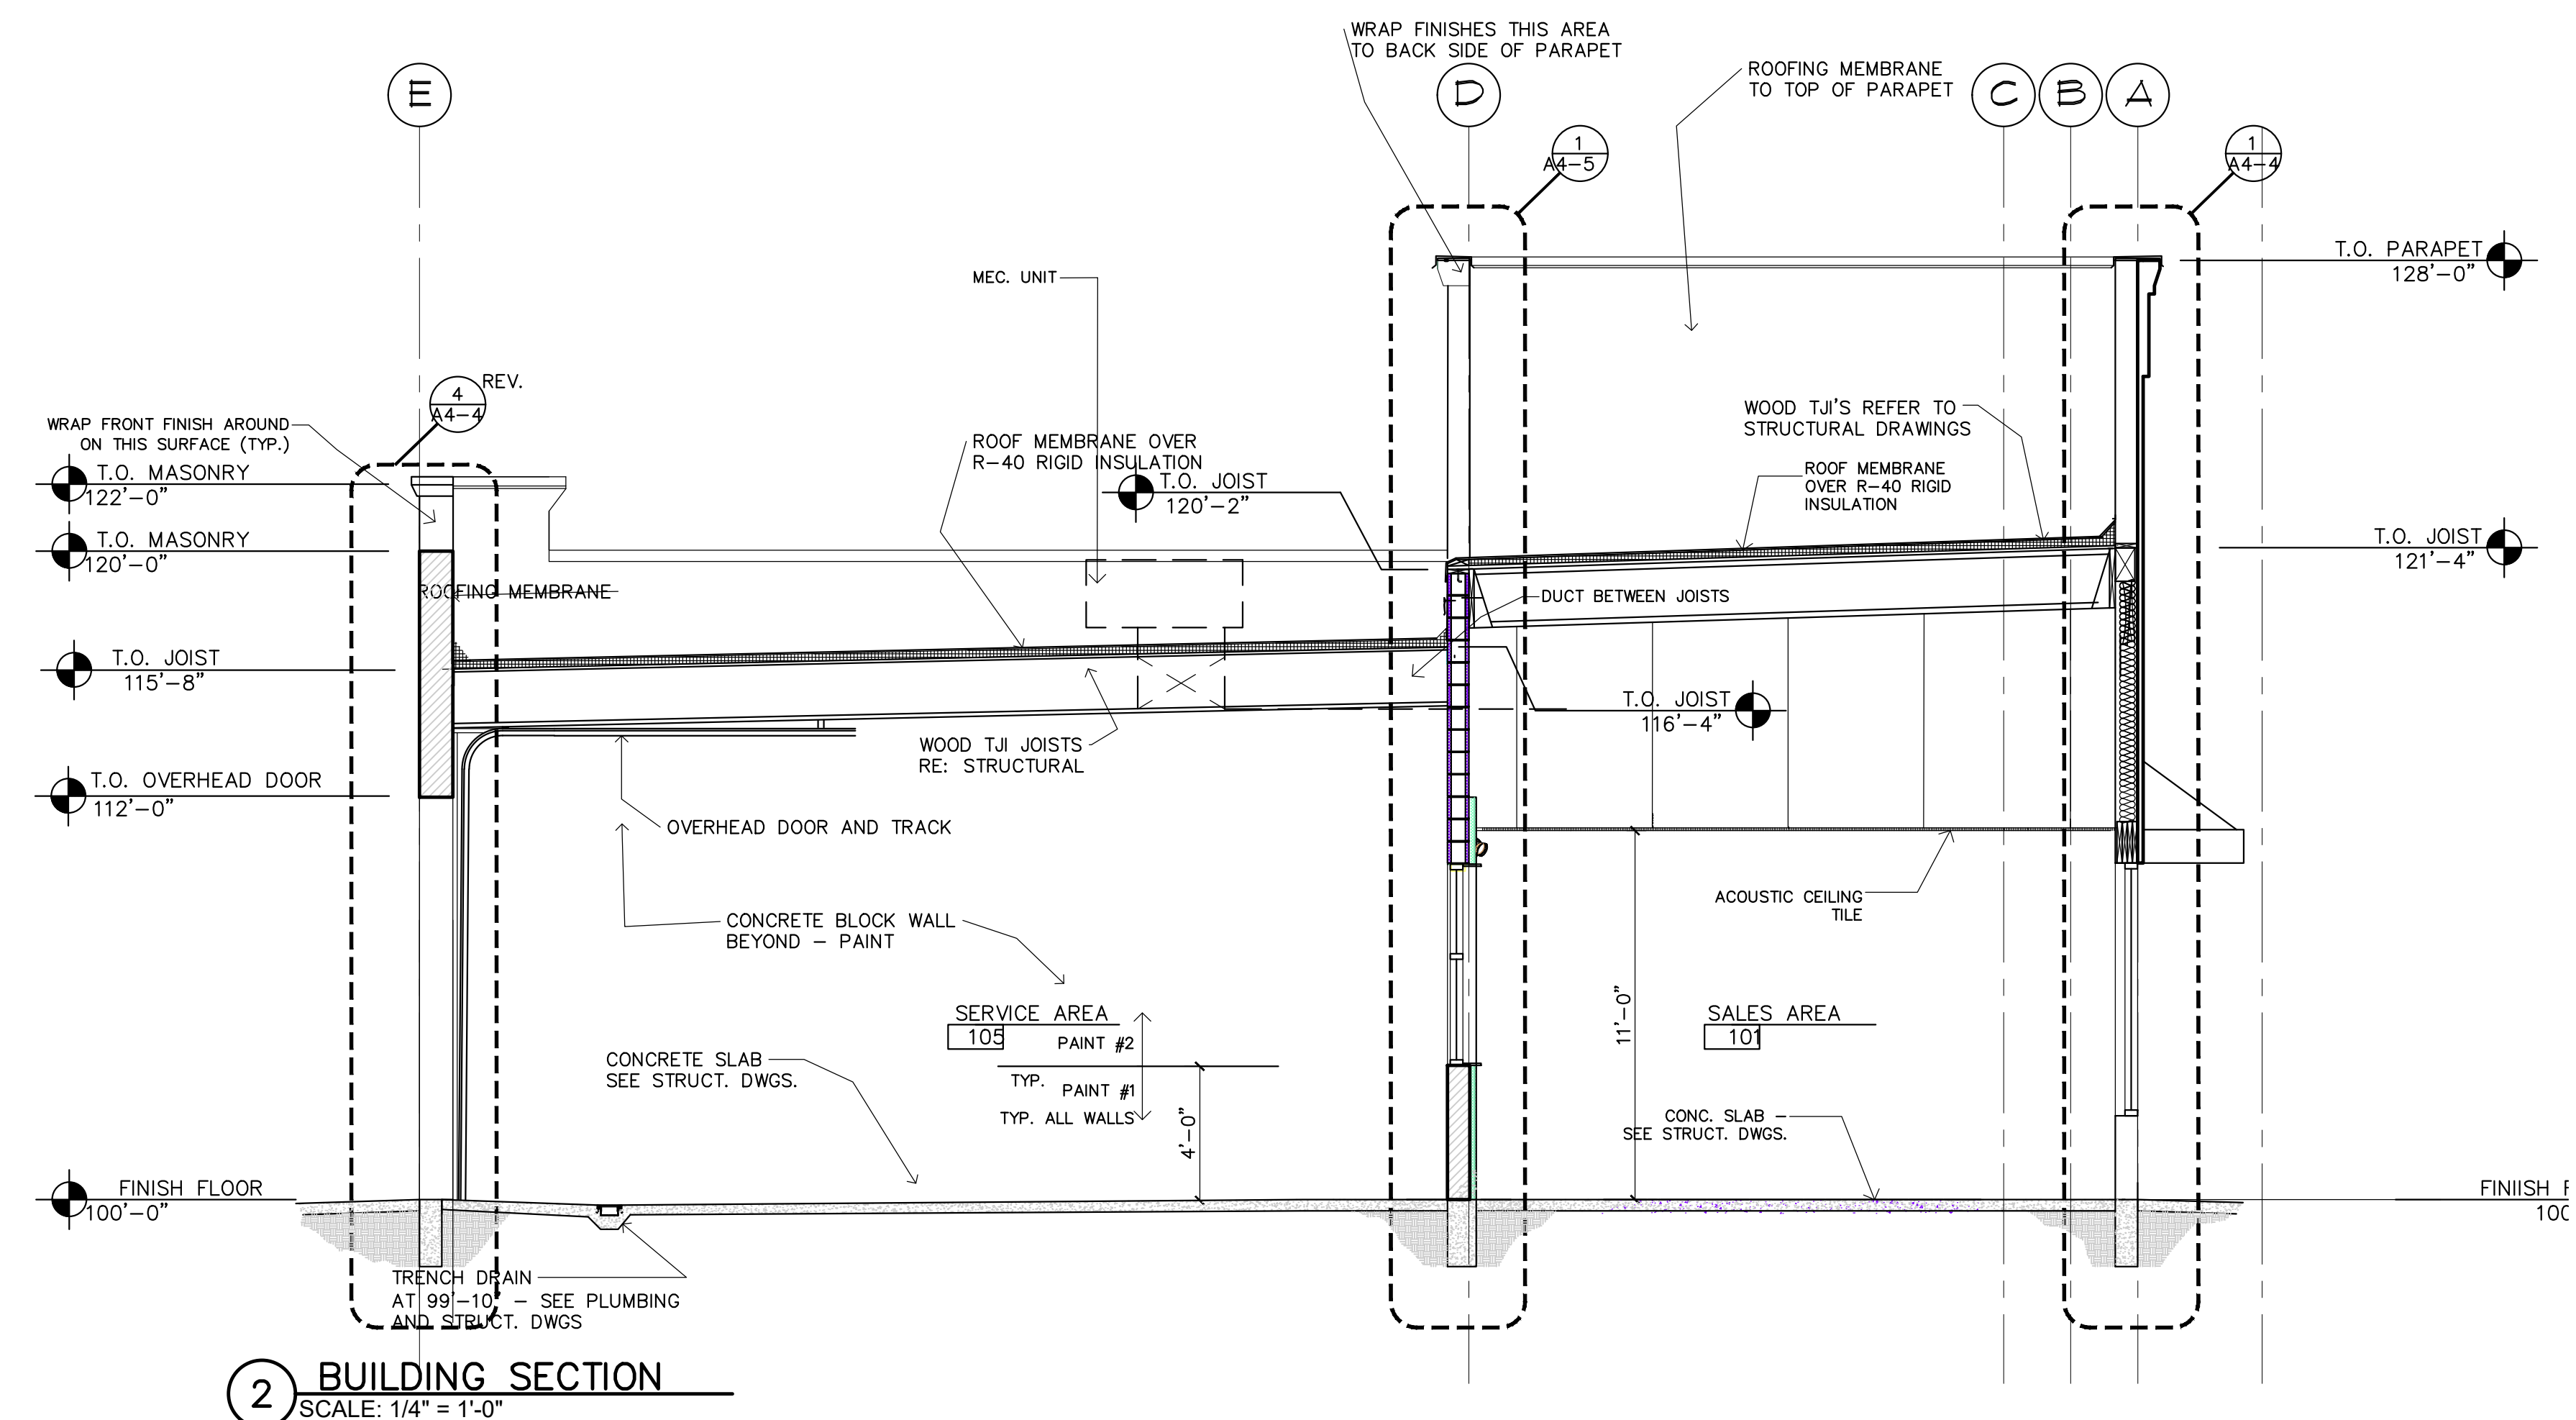 WRAP FINISHES THIS AREA
TO BACK SIDE OF PARAPET
ROOFING MEMBRANE
TO TOP OF PARAPET
E
D
C
B
A
1
A4-5
1
A4-4
T.O. PARAPET
128'-0"
MEC. UNIT
4
A4-4
REV.
WRAP FRONT FINISH AROUND
ON THIS SURFACE (TYP.)
T.O. MASONRY
122'-0"
ROOF MEMBRANE OVER
R-40 RIGID INSULATION
T.O. JOIST
120'-2"
WOOD TJI'S REFER TO
STRUCTURAL DRAWINGS
ROOF MEMBRANE
OVER R-40 RIGID
INSULATION
T.O. MASONRY
120'-0"
T.O. JOIST
121'-4"
ROOFING MEMBRANE
DUCT BETWEEN JOISTS
T.O. JOIST
115'-8"
T.O. JOIST
116'-4"
WOOD TJI JOISTS
RE: STRUCTURAL
T.O. OVERHEAD DOOR
112'-0"
OVERHEAD DOOR AND TRACK
ACOUSTIC CEILING
TILE
CONCRETE BLOCK WALL
BEYOND - PAINT
SERVICE AREA
105
PAINT #2
TYP.
PAINT #1
TYP. ALL WALLS
4'-0"
11'-0"
SALES AREA
101
CONCRETE SLAB
SEE STRUCT. DWGS.
CONC. SLAB -
SEE STRUCT. DWGS.
FINISH FLOOR
100'-0"
FINIISH
100
TRENCH DRAIN
AT 99'-10" - SEE PLUMBING
AND STRUCT. DWGS
2
BUILDING SECTION
SCALE: 1/4" = 1'-0"